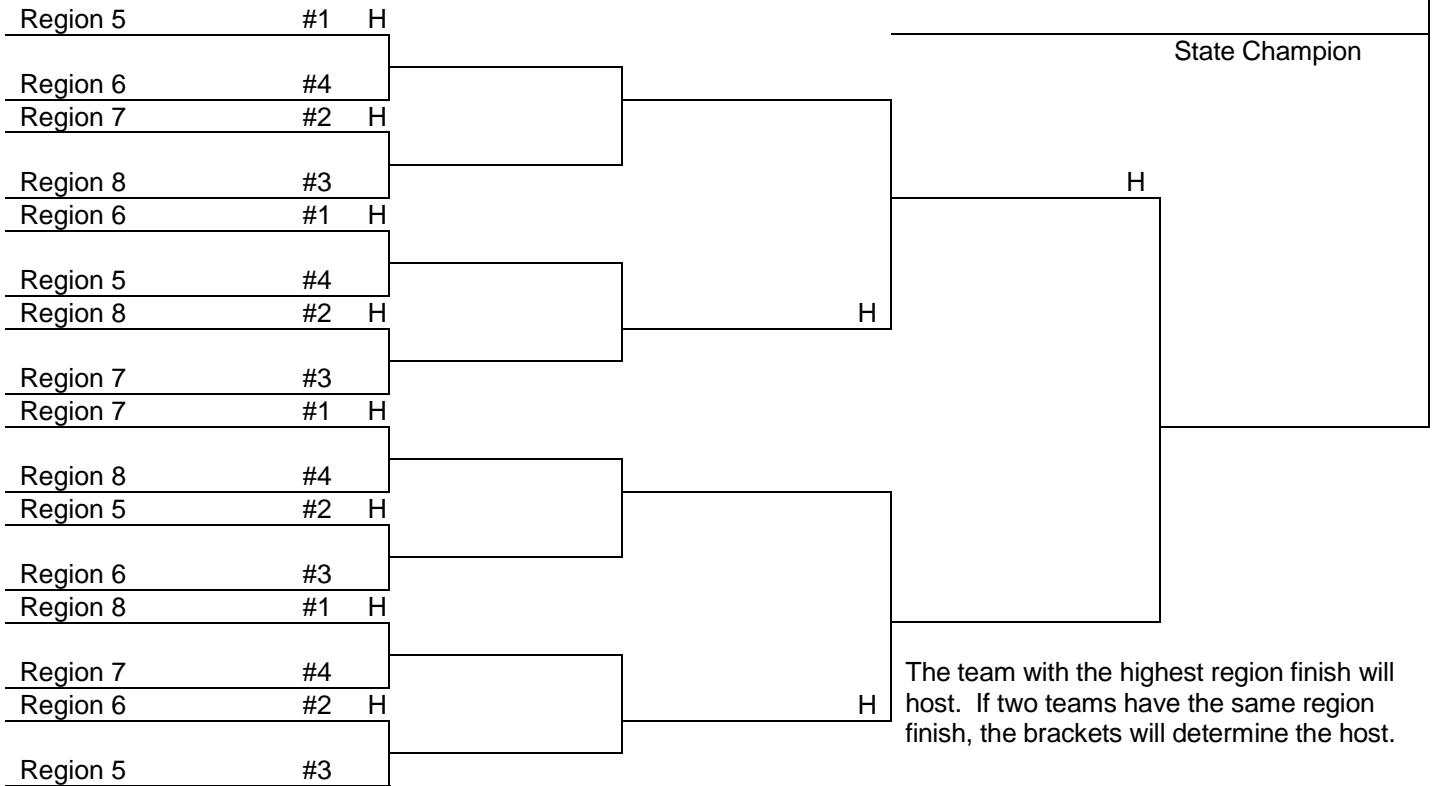 Region 5 #1 H
State Champion
Region 6 #4
Region 7 #2 H
Region 8 #3
H
Region 6 #1 H
Region 5 #4
Region 8 #2 H
H
Region 7 #3
Region 7 #1 H
Region 8 #4
Region 5 #2 H
Region 6 #3
Region 8 #1 H
Region 7 #4
Region 6 #2 H
H
Region 5 #3
The team with the highest region finish will
host. If two teams have the same region
finish, the brackets will determine the host.